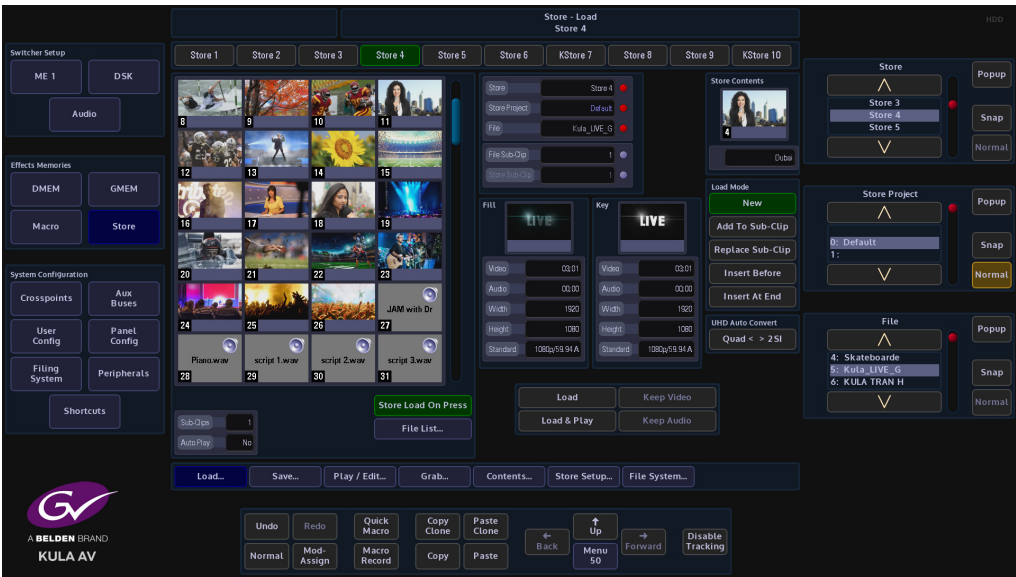 Store - Load
Store 4
HDD
Switcher Setup
ME 1
DSK
Audio
Effects Memories
DMEM
GMEM
Macro
Store
System Configuration
Crosspoints
Aux
Buses
User
Config
Panel
Config
Filing
System
Peripherals
Shortcuts
GV
A BELDEN BRAND
KULA AV
Store 1
Store 2
Store 3
Store 4
Store 5
Store 6
KStore 7
Store 8
Store 9
KStore 10
8
9
10
11
12
13
14
15
16
17
18
19
20
21
22
23
24
25
26
JAM with Dr
27
Piano.wav
28
script 1.wav
29
script 2.wav
30
script 3.wav
31
Sub-Clips
1
AutoPlay
No
Store Load On Press
File List...
Store
Store 4
Store Project
Default
File
Kula_LIVE_G
File Sub-Clip
1
Store Sub-Clip
1
Fill
LIVE
Video
03:01
Audio
00:00
Width
1920
Height
1080
Standard
1080p/59.94 A
Key
LIVE
Video
03:01
Audio
00:00
Width
1920
Height
1080
Standard
1080p/59.94 A
Store Contents
4
Dubai
Load Mode
New
Add To Sub-Clip
Replace Sub-Clip
Insert Before
Insert At End
UHD Auto Convert
Quad < > 2SI
Load
Keep Video
Load & Play
Keep Audio
Load...
Save...
Play / Edit...
Grab...
Contents...
Store Setup...
File System...
Undo
Redo
Quick
Macro
Copy
Clone
Paste
Clone
Normal
Mod-
Assign
Macro
Record
Copy
Paste
Back
Up
Menu
50
Forward
Disable
Tracking
Store
Store 3
Store 4
Store 5
Popup
Snap
Normal
Store Project
0: Default
1:
Popup
Snap
Normal
File
4: Skateboarde
5: Kula_LIVE_G
6: KULA TRAN H
Popup
Snap
Normal